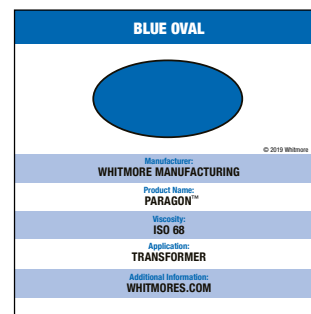 BLUE OVAL
© 2019 Whitmore
Manufacturer:
WHITMORE MANUFACTURING
Product Name:
PARAGON™
Viscosity:
ISO 68
Application:
TRANSFORMER
Additional Information:
WHITMORES.COM